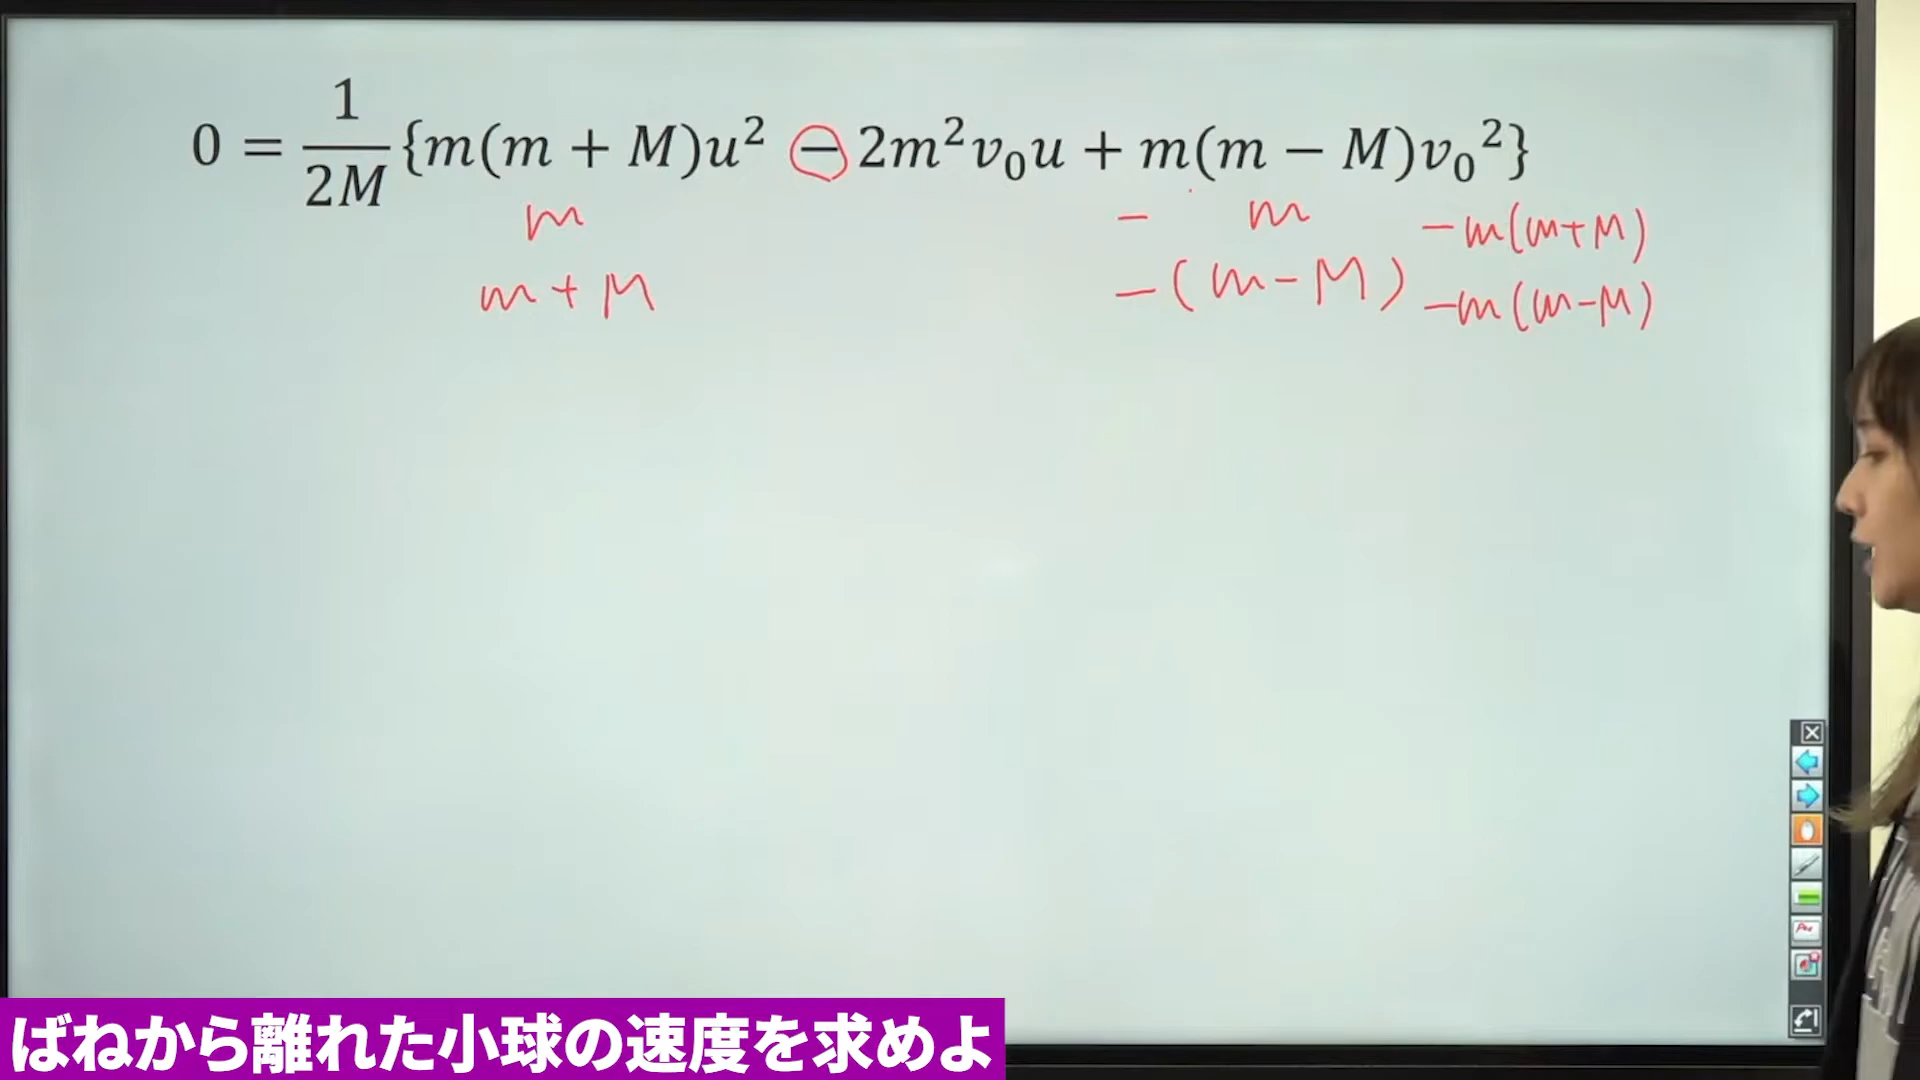 0 = 1/2M {m(m + M)u² − 2m²v₀u + m(m − M)v₀²}
m − m −m(m+M)
m+M −(m−M) −m(m−M)
ばねから離れた小球の速度を求めよ